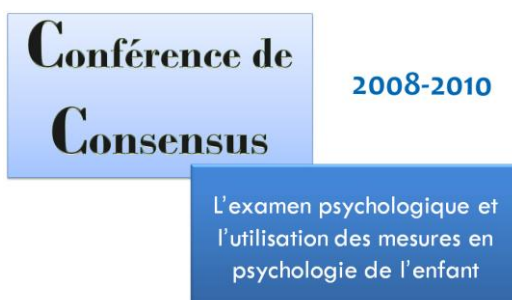 Conférence de
Consensus
2008-2010
L'examen psychologique et
l'utilisation des mesures en
psychologie de l'enfant